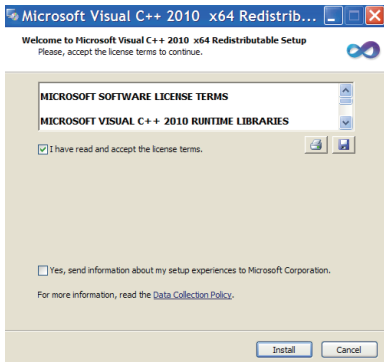 Microsoft Visual C++ 2010 x64 Redistrib...
Welcome to Microsoft Visual C++ 2010 x64 Redistributable Setup
Please, accept the license terms to continue.
MICROSOFT SOFTWARE LICENSE TERMS
MICROSOFT VISUAL C++ 2010 RUNTIME LIBRARIES
I have read and accept the license terms.
Yes, send information about my setup experiences to Microsoft Corporation.
For more information, read the Data Collection Policy.
Install Cancel